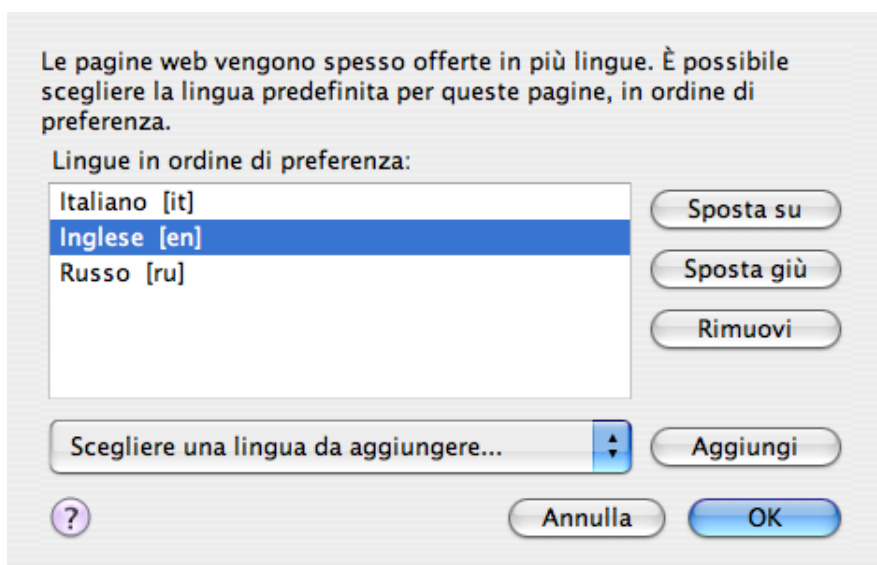 Le pagine web vengono spesso offerte in più lingue. È possibile
scegliere la lingua predefinita per queste pagine, in ordine di
preferenza.
Lingue in ordine di preferenza:
Italiano [it]
Inglese [en]
Russo [ru]
Sposta su
Sposta giù
Rimuovi
Scegliere una lingua da aggiungere...
Aggiungi
?
Annulla
OK